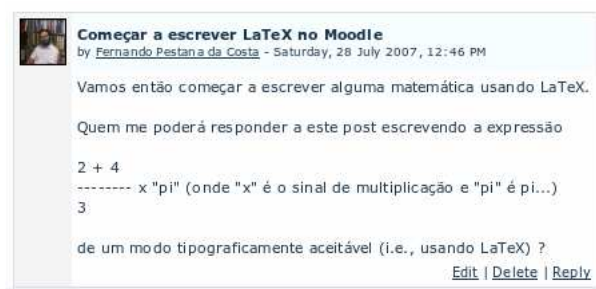 Começar a escrever LaTeX no Moodle
by Fernando Pestana da Costa - Saturday, 28 July 2007, 12:46 PM
Vamos então começar a escrever alguma matemática usando LaTeX.
Quem me poderá responder a este post escrevendo a expressão
2 + 4
-------- x "pi" (onde "x" é o sinal de multiplicação e "pi" é pi...)
3
de um modo tipograficamente aceitável (i.e., usando LaTeX) ?
Edit | Delete | Reply